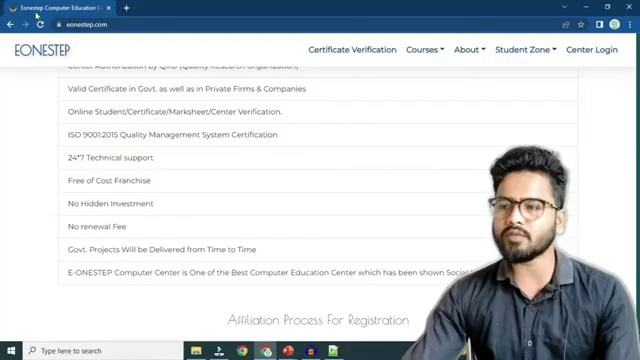 Eonestep Computer Education C
eonestep.com
EONESTEP
Certificate Verification
Courses
About
Student Zone
Center Login
Center Authorization by QRO (Quality Research Organization)
Valid Certificate in Govt. as well as in Private Firms & Companies
Online Student/Certificate/Marksheet/Center Verification.
ISO 9001:2015 Quality Management System Certification
24*7 Technical support
Free of Cost Franchise
No Hidden Investment
No renewal Fee
Govt. Projects Will be Delivered from Time to Time
E-ONESTEP Computer Center is One of the Best Computer Education Center which has been shown Social
Affiliation Process For Registration
Type here to search